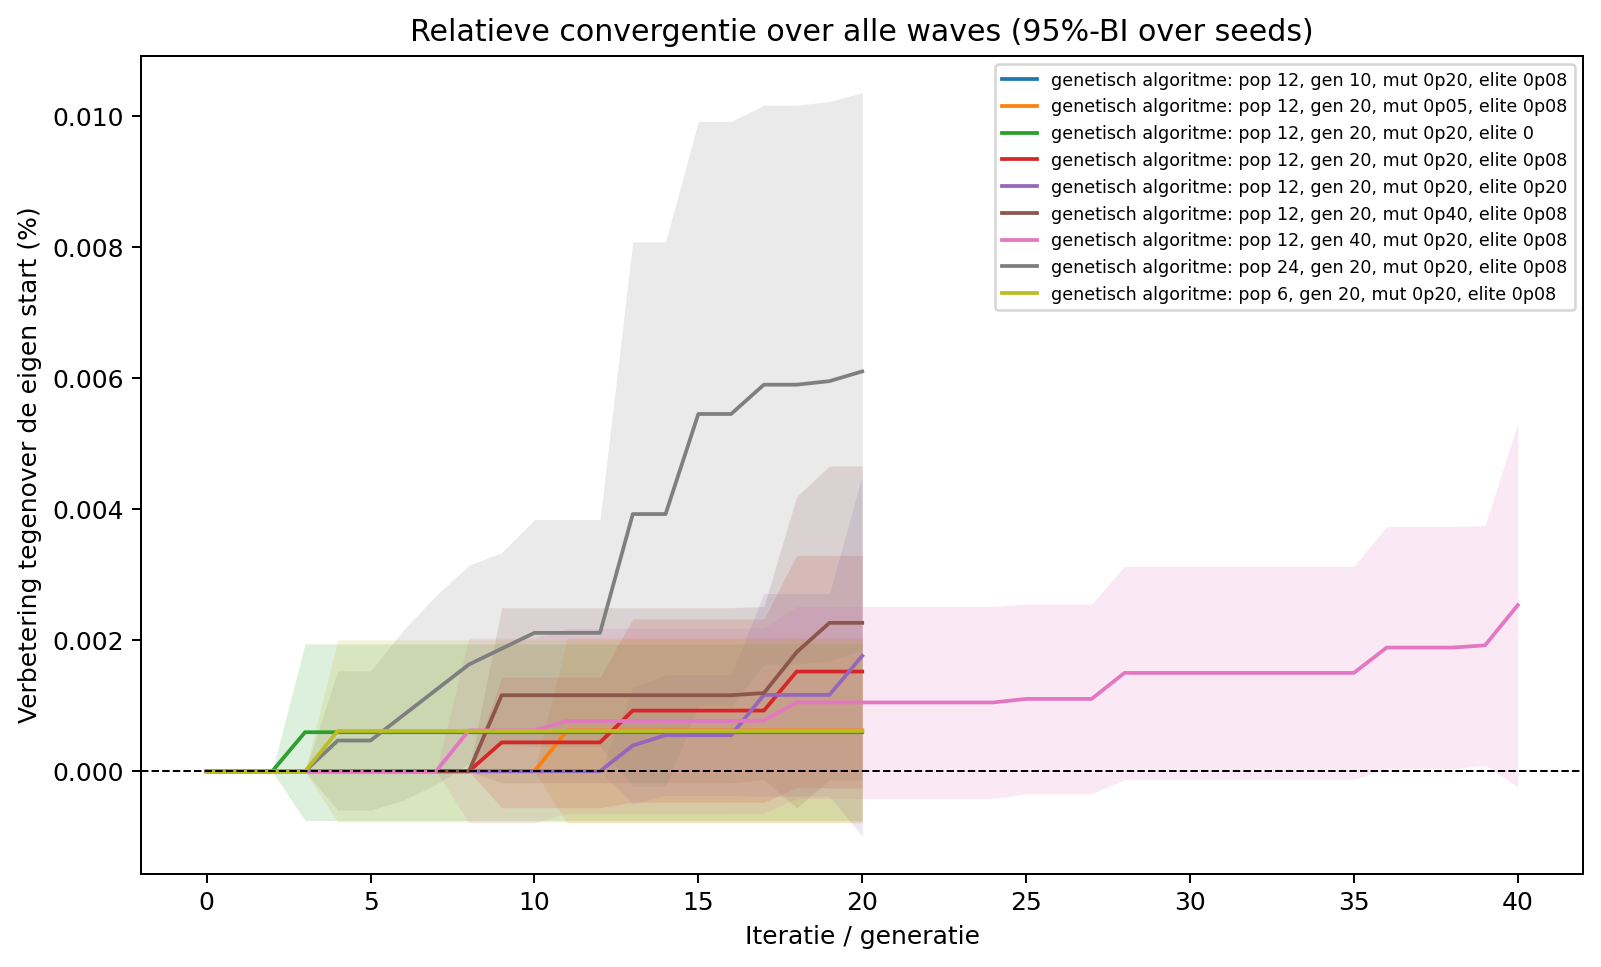 Relatieve convergentie over alle waves (95%-BI over seeds)
genetisch algoritme: pop 12, gen 10, mut 0p20, elite 0p08
genetisch algoritme: pop 12, gen 20, mut 0p05, elite 0p08
genetisch algoritme: pop 12, gen 20, mut 0p20, elite 0
genetisch algoritme: pop 12, gen 20, mut 0p20, elite 0p08
genetisch algoritme: pop 12, gen 20, mut 0p20, elite 0p20
genetisch algoritme: pop 12, gen 20, mut 0p40, elite 0p08
genetisch algoritme: pop 12, gen 40, mut 0p20, elite 0p08
genetisch algoritme: pop 24, gen 20, mut 0p20, elite 0p08
genetisch algoritme: pop 6, gen 20, mut 0p20, elite 0p08
Verbetering tegenover de eigen start (%)
0.010
0.008
0.006
0.004
0.002
0.000
0 5 10 15 20 25 30 35 40
Iteratie / generatie